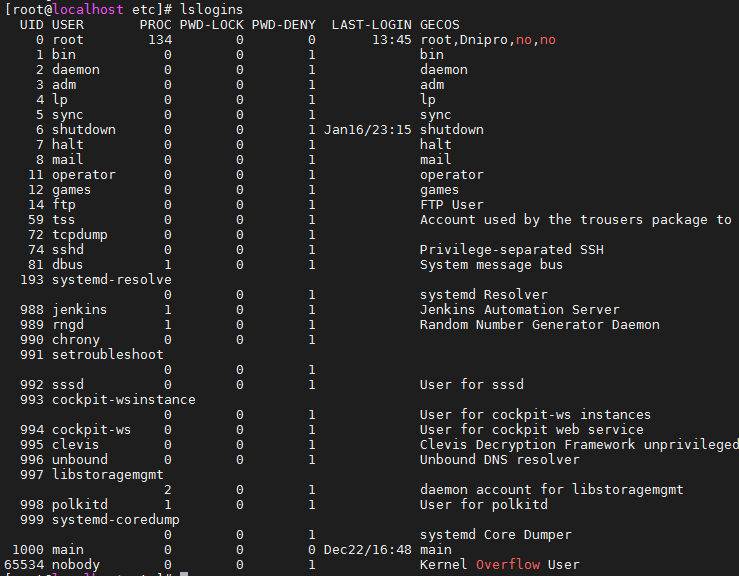 [root@localhost etc]# lslogins
  UID USER       PROC PWD-LOCK PWD-DENY  LAST-LOGIN GECOS
    0 root        134        0        0       13:45 root,Dnipro,no,no
    1 bin           0        0        1             bin
    2 daemon        0        0        1             daemon
    3 adm           0        0        1             adm
    4 lp            0        0        1             lp
    5 sync          0        0        1             sync
    6 shutdown      0        0        1 Jan16/23:15 shutdown
    7 halt          0        0        1             halt
    8 mail          0        0        1             mail
   11 operator      0        0        1             operator
   12 games         0        0        1             games
   14 ftp           0        0        1             FTP User
   59 tss           0        0        1             Account used by the trousers package to
   72 tcpdump       0        0        1
   74 sshd          0        0        1             Privilege-separated SSH
   81 dbus          1        0        1             System message bus
  193 systemd-resolve
                    0        0        1             systemd Resolver
  988 jenkins       1        0        1             Jenkins Automation Server
  989 rngd          1        0        1             Random Number Generator Daemon
  990 chrony        0        0        1
  991 setroubleshoot
                    0        0        1
  992 sssd          0        0        1             User for sssd
  993 cockpit-wsinstance
                    0        0        1             User for cockpit-ws instances
  994 cockpit-ws    0        0        1             User for cockpit web service
  995 clevis        0        0        1             Clevis Decryption Framework unprivileged
  996 unbound       0        0        1             Unbound DNS resolver
  997 libstoragemgmt
                    2        0        1             daemon account for libstoragemgmt
  998 polkitd       1        0        1             User for polkitd
  999 systemd-coredump
                    0        0        1             systemd Core Dumper
 1000 main          0        0        0 Dec22/16:48 main
65534 nobody        0        0        1             Kernel Overflow User
[root@localhost etc]#